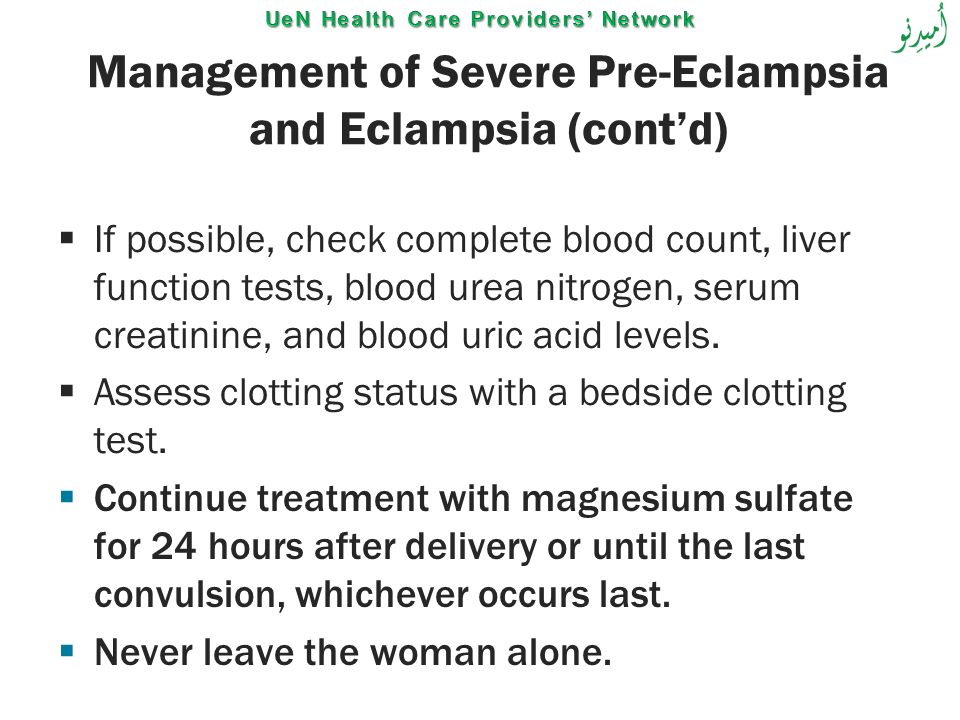 UeN Health Care Providers’ Network
اُمیدِنو
Management of Severe Pre-Eclampsia
and Eclampsia (cont’d)
▪ If possible, check complete blood count, liver
function tests, blood urea nitrogen, serum
creatinine, and blood uric acid levels.
▪ Assess clotting status with a bedside clotting
test.
▪ Continue treatment with magnesium sulfate
for 24 hours after delivery or until the last
convulsion, whichever occurs last.
▪ Never leave the woman alone.